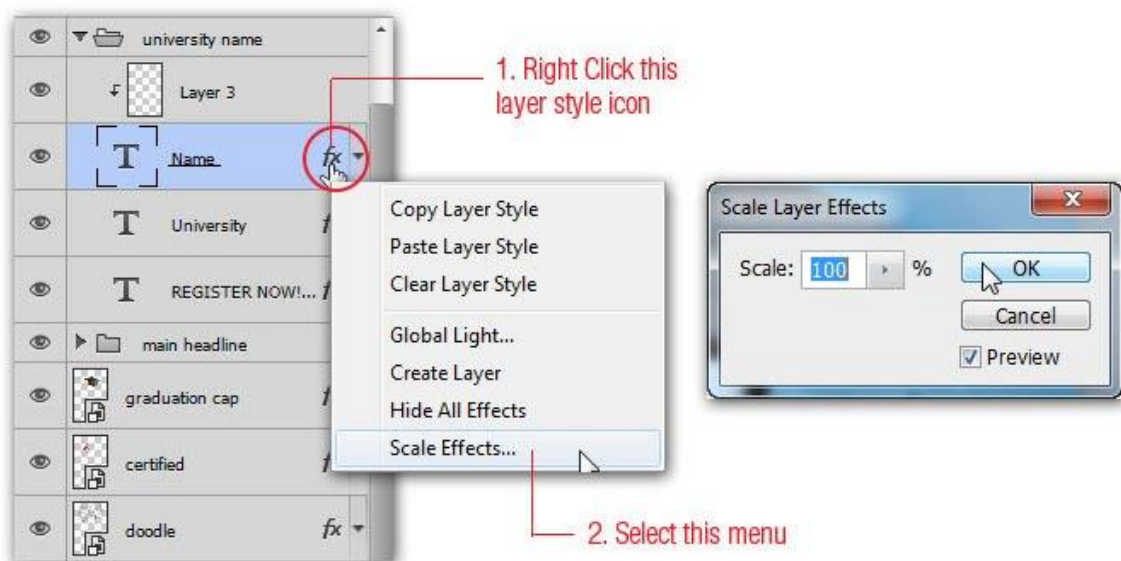 university name
1. Right Click this
layer style icon
Layer 3
T Name fx
T University f
T REGISTER NOW!... f
main headline
graduation cap f
certified f
doodle fx
Copy Layer Style
Paste Layer Style
Clear Layer Style
Global Light...
Create Layer
Hide All Effects
Scale Effects...
2. Select this menu
Scale Layer Effects
Scale: 100 % OK
Cancel
Preview